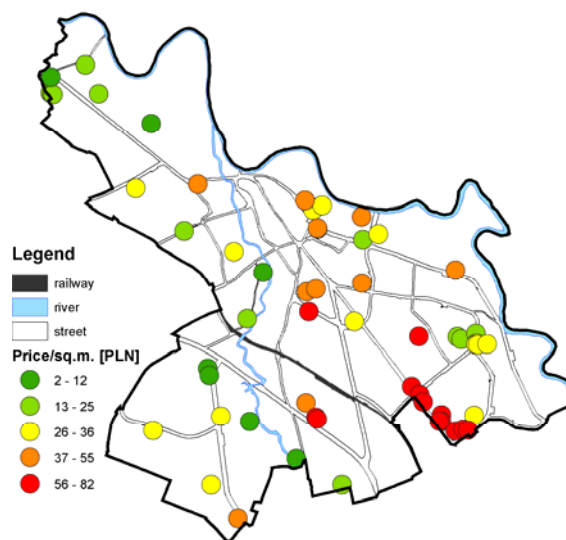 Legend
railway
river
street
Price/sq.m. [PLN]
2 - 12
13 - 25
26 - 36
37 - 55
56 - 82